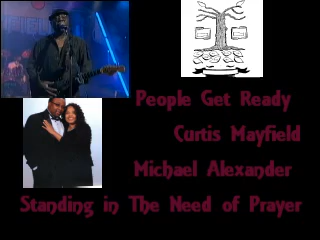 People Get Ready
Curtis Mayfield
Michael Alexander
Standing in The Need of Prayer